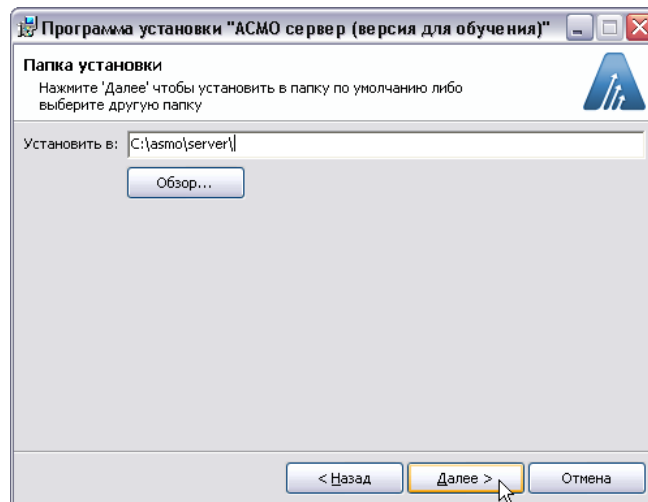 Программа установки "АСМО сервер (версия для обучения)"
Папка установки
Нажмите 'Далее' чтобы установить в папку по умолчанию либо
выберите другую папку
Установить в: C:\asmo\server\
Обзор...
< Назад Далее > Отмена